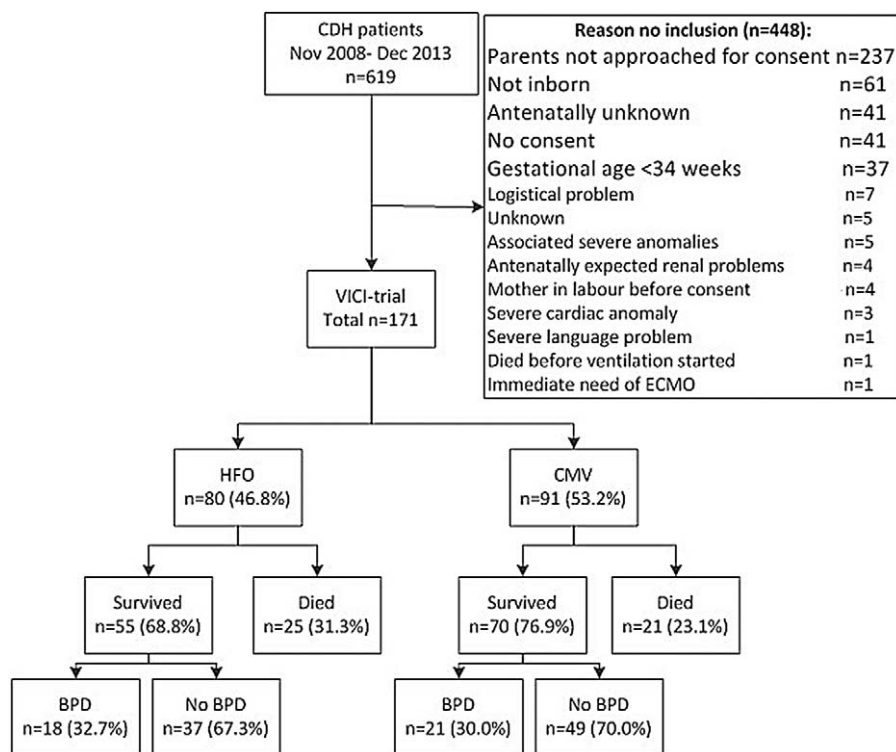 CDH patients
Nov 2008- Dec 2013
n=619
Reason no inclusion (n=448):
Parents not approached for consent n=237
Not inborn n=61
Antenatally unknown n=41
No consent n=41
Gestational age <34 weeks n=37
Logistical problem n=7
Unknown n=5
Associated severe anomalies n=5
Antenatally expected renal problems n=4
Mother in labour before consent n=4
Severe cardiac anomaly n=3
Severe language problem n=1
Died before ventilation started n=1
Immediate need of ECMO n=1
VICI-trial
Total n=171
HFO
n=80 (46.8%)
CMV
n=91 (53.2%)
Survived
n=55 (68.8%)
Died
n=25 (31.3%)
Survived
n=70 (76.9%)
Died
n=21 (23.1%)
BPD
n=18 (32.7%)
No BPD
n=37 (67.3%)
BPD
n=21 (30.0%)
No BPD
n=49 (70.0%)